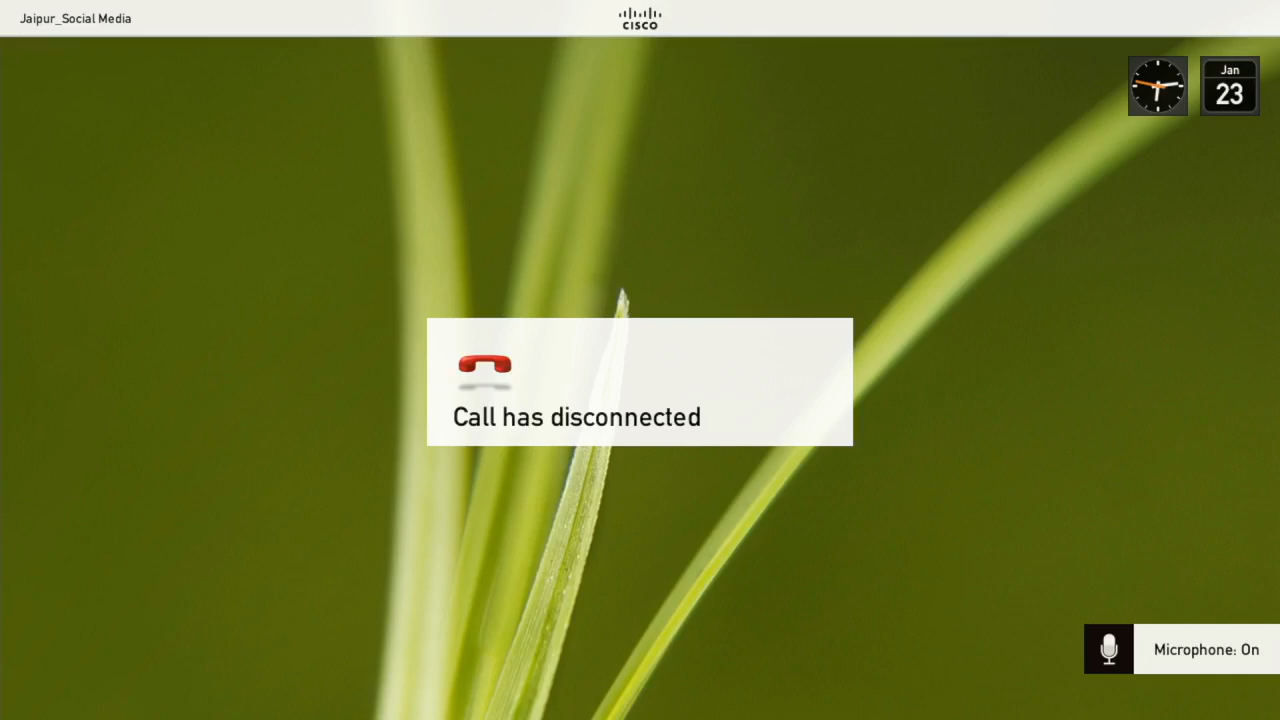 Jaipur_Social Media
CISCO
Jan
23
Call has disconnected
Microphone: On